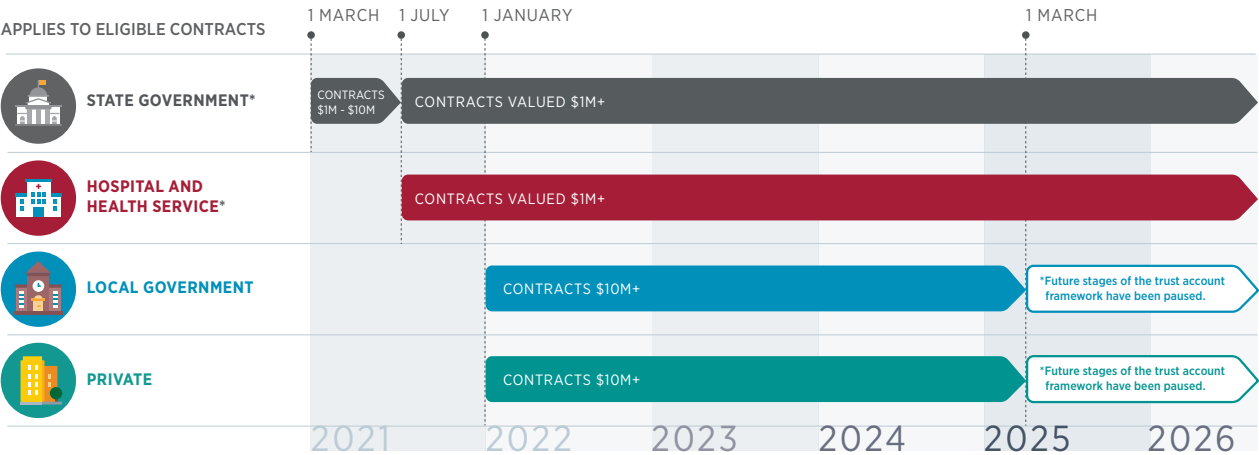 1 MARCH 1 JULY 1 JANUARY 1 MARCH
APPLIES TO ELIGIBLE CONTRACTS
STATE GOVERNMENT*
CONTRACTS
$1M - $10M
CONTRACTS VALUED $1M+
HOSPITAL AND
HEALTH SERVICE*
CONTRACTS VALUED $1M+
LOCAL GOVERNMENT
CONTRACTS $10M+
*Future stages of the trust account
framework have been paused.
PRIVATE
CONTRACTS $10M+
*Future stages of the trust account
framework have been paused.
2021 2022 2023 2024 2025 2026